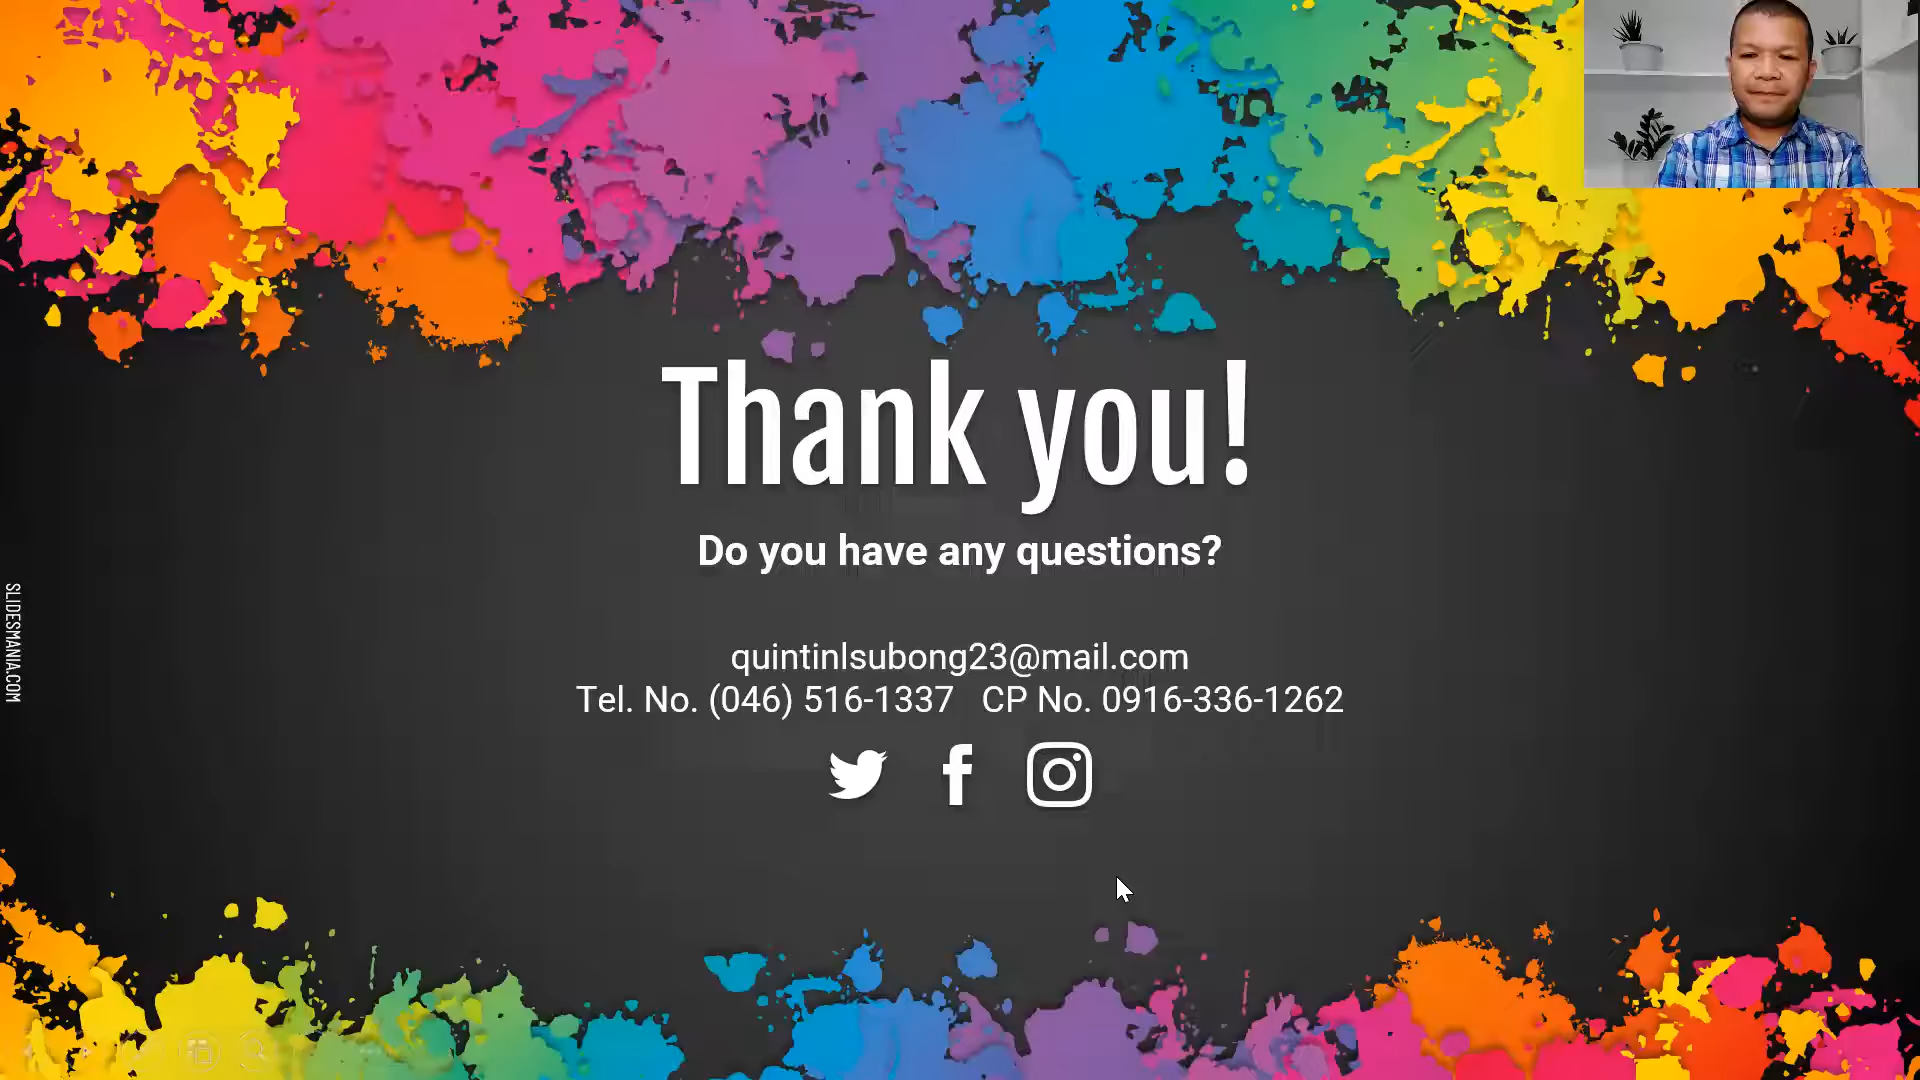 Thank you!
Do you have any questions?
quintinlsubong23@mail.com
Tel. No. (046) 516-1337 CP No. 0916-336-1262
SLIDESMANIA.COM